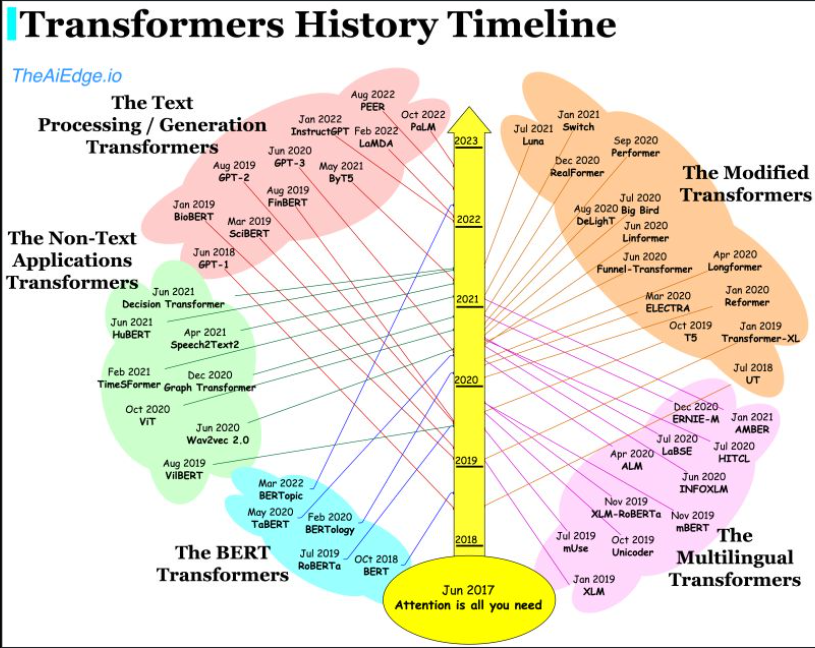 Transformers History Timeline
TheAiEdge.io
The Text
Processing / Generation
Transformers
Aug 2022
PEER
Jan 2022
InstructGPT
Feb 2022
LaMDA
Oct 2022
PaLM
Jun 2020
GPT-3
May 2021
ByT5
Aug 2019
GPT-2
Aug 2019
FinBERT
Jan 2019
BioBERT
Mar 2019
SciBERT
Jun 2018
GPT-1
The Non-Text
Applications
Transformers
Jun 2021
Decision Transformer
Jun 2021
HuBERT
Apr 2021
Speech2Text2
Feb 2021
TimeSFormer
Dec 2020
Graph Transformer
Oct 2020
ViT
Jun 2020
Wav2vec 2.0
Aug 2019
VilBERT
The BERT
Transformers
Mar 2022
BERTopic
May 2020
TaBERT
Feb 2020
BERTology
Jul 2019
RoBERTa
OCt 2018
BERT
2023
2022
2021
2020
2019
2018
Jun 2017
Attention is all you need
The Modified
Transformers
Jul 2021
Luna
Jan 2021
Switch
Sep 2020
Performer
Dec 2020
RealFormer
Jul 2020
Big Bird
Aug 2020
DeLighT
Jun 2020
Linformer
Jun 2020
Funnel-Transformer
Apr 2020
Longformer
Mar 2020
ELECTRA
Jan 2020
Reformer
Oct 2019
T5
Jan 2019
Transformer-XL
Jul 2018
UT
The
Multilingual
Transformers
Dec 2020
ERNIE-M
Jan 2021
AMBER
Jul 2020
LaBSE
Jul 2020
HITCL
Apr 2020
ALM
Jun 2020
INFOXLM
Nov 2019
XLM-RoBERTa
Nov 2019
mBERT
Jul 2019
mUse
Oct 2019
Unicoder
Jan 2019
XLM